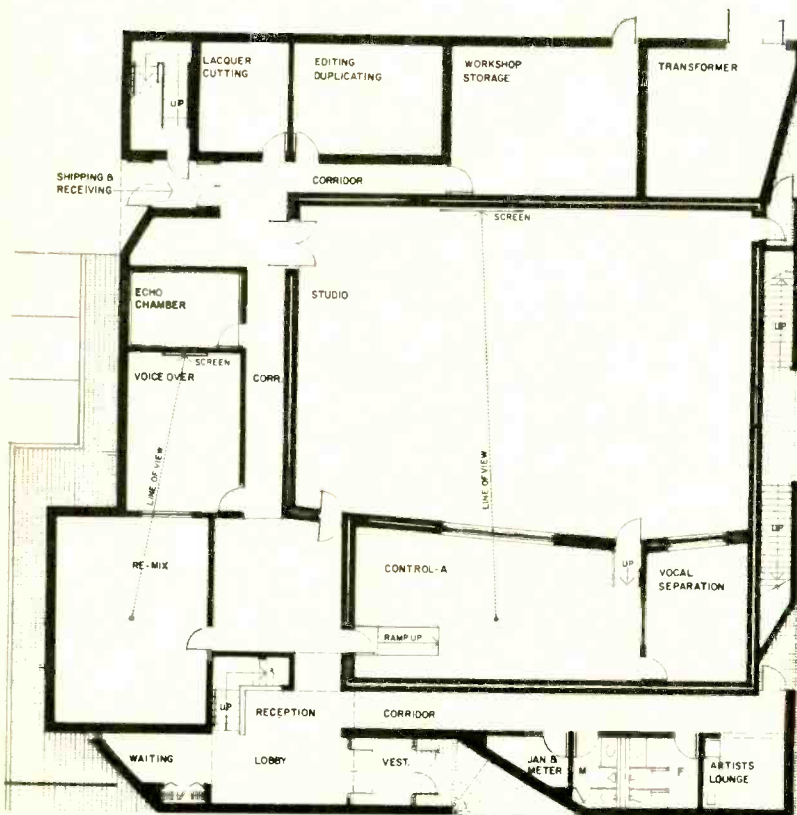 LACQUER
CUTTING
EDITING
DUPLICATING
WORKSHOP
STORAGE
TRANSFORMER
UP
SHIPPING &
RECEIVING
CORRIDOR
SCREEN
ECHO
CHAMBER
STUDIO
UP
SCREEN
VOICE OVER
CORR.
LINE OF VIEW
LINE OF VIEW
UP
RE-MIX
CONTROL-A
UP
VOCAL
SEPARATION
RAMP UP
UP
RECEPTION
CORRIDOR
WAITING
LOBBY
VEST.
JAN &
METER
M
F
ARTISTS
LOUNGE